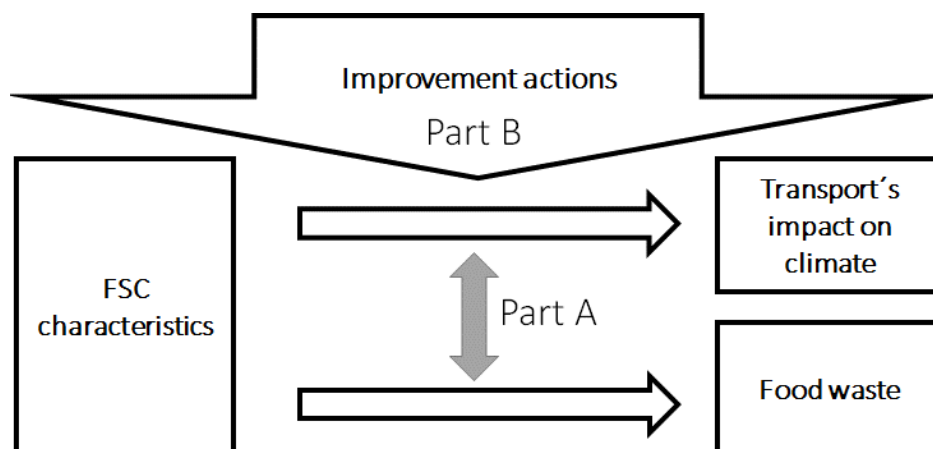 Improvement actions
Part B
FSC
characteristics
Transport´s
impact on
climate
Part A
Food waste